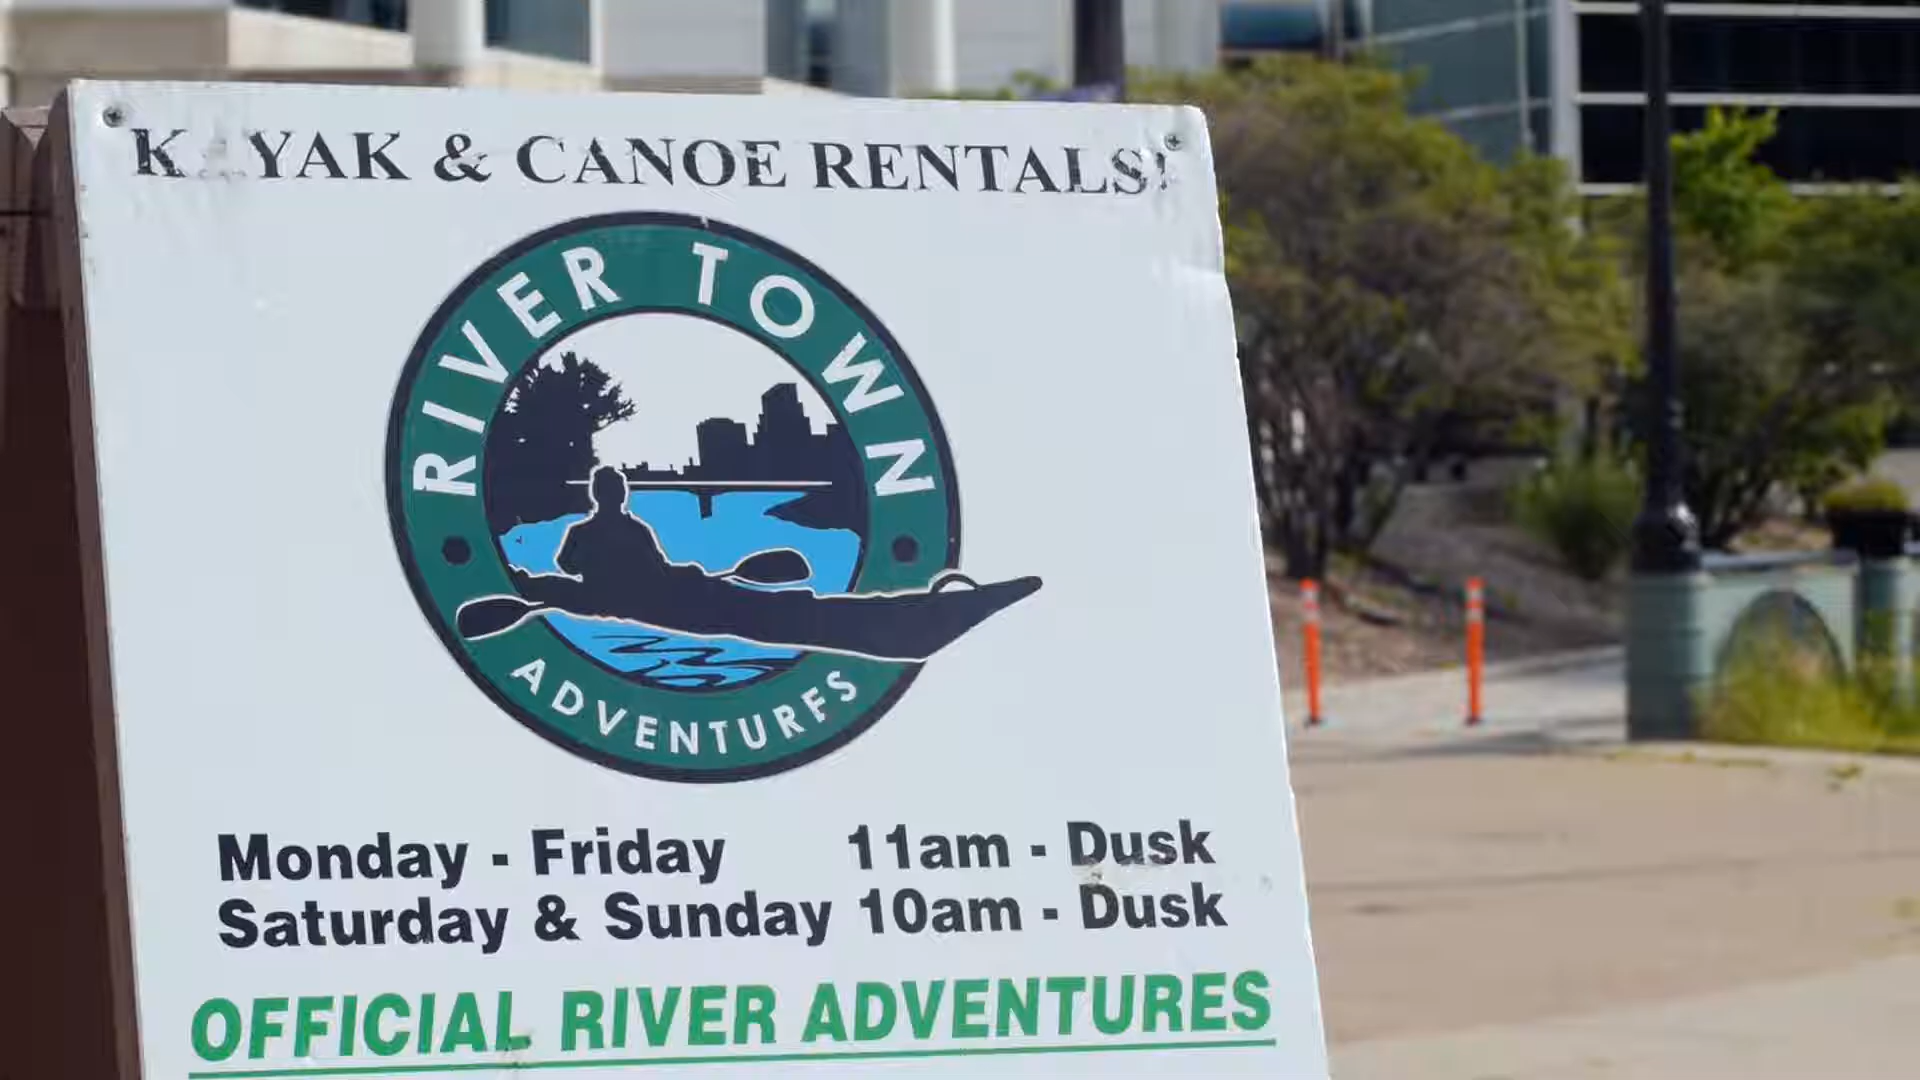 KAYAK & CANOE RENTALS!
RIVER TOWN
ADVENTURES
Monday - Friday 11am - Dusk
Saturday & Sunday 10am - Dusk
OFFICIAL RIVER ADVENTURES